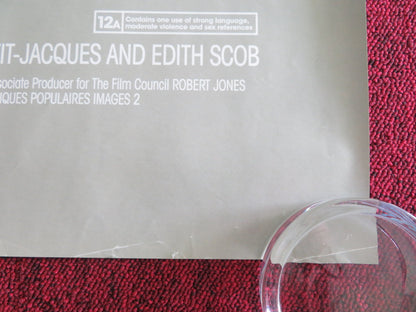 12A Contains one use of strong language,
moderate violence and sex references
IT-JACQUES AND EDITH SCOB
ssociate Producer for The Film Council ROBERT JONES
IQUES POPULAIRES IMAGES 2